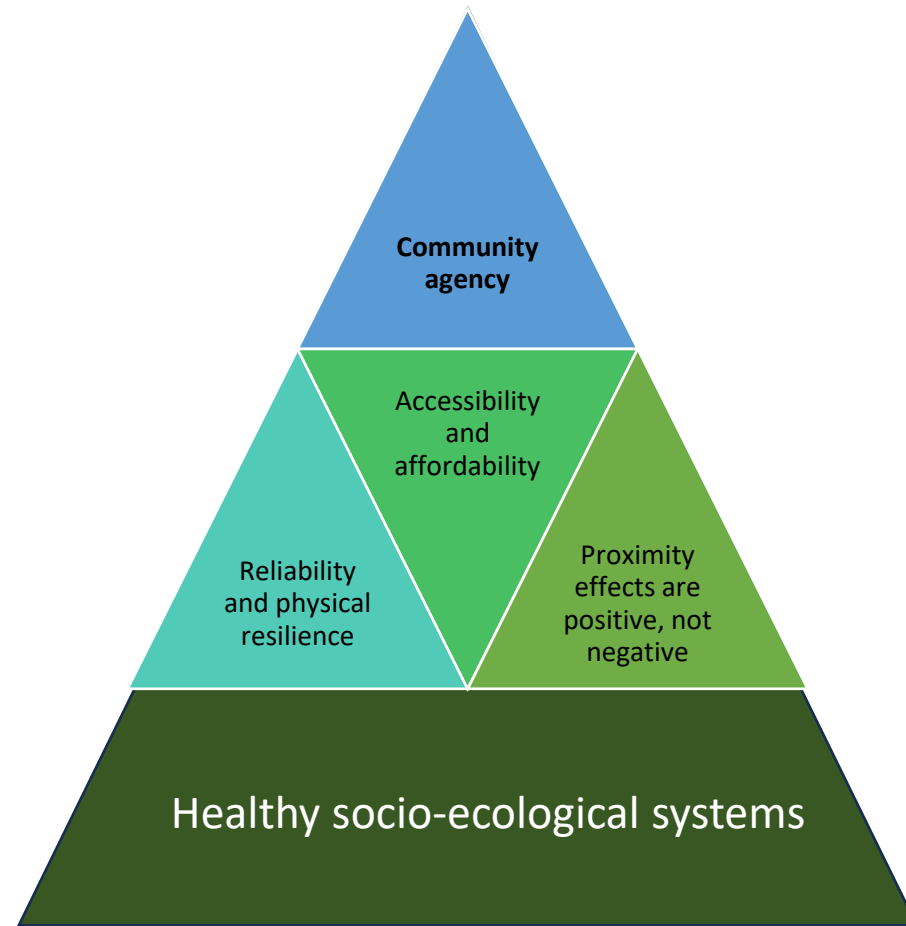 Community
agency
Accessibility
and
affordability
Reliability
and physical
resilience
Proximity
effects are
positive, not
negative
Healthy socio-ecological systems